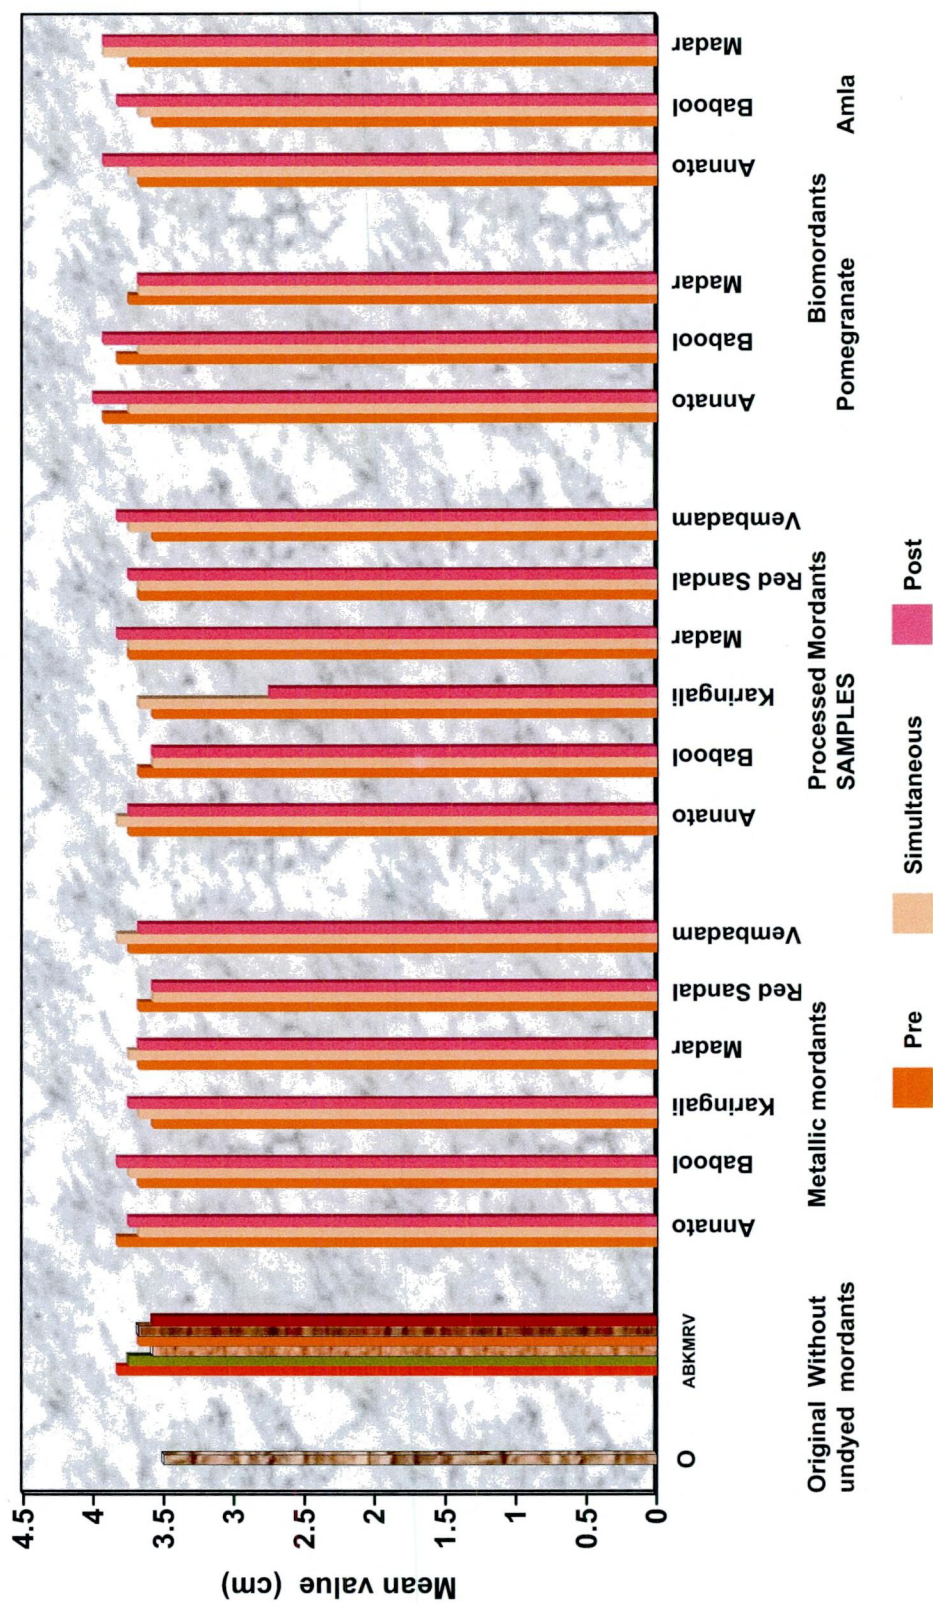 Mean value (cm)
4.5
4
3.5
3
2.5
2
1.5
1
0.5
0
O
ABKMRV
Annato
Babool
Karingali
Madar
Red Sandal
Vembadam
Annato
Babool
Karingali
Madar
Red Sandal
Vembadam
Annato
Babool
Madar
Annato
Babool
Madar
Original Without
undyed mordants
Metallic mordants
Processed Mordants
SAMPLES
Biomordants
Pomegranate
Amla
Pre
Simultaneous
Post